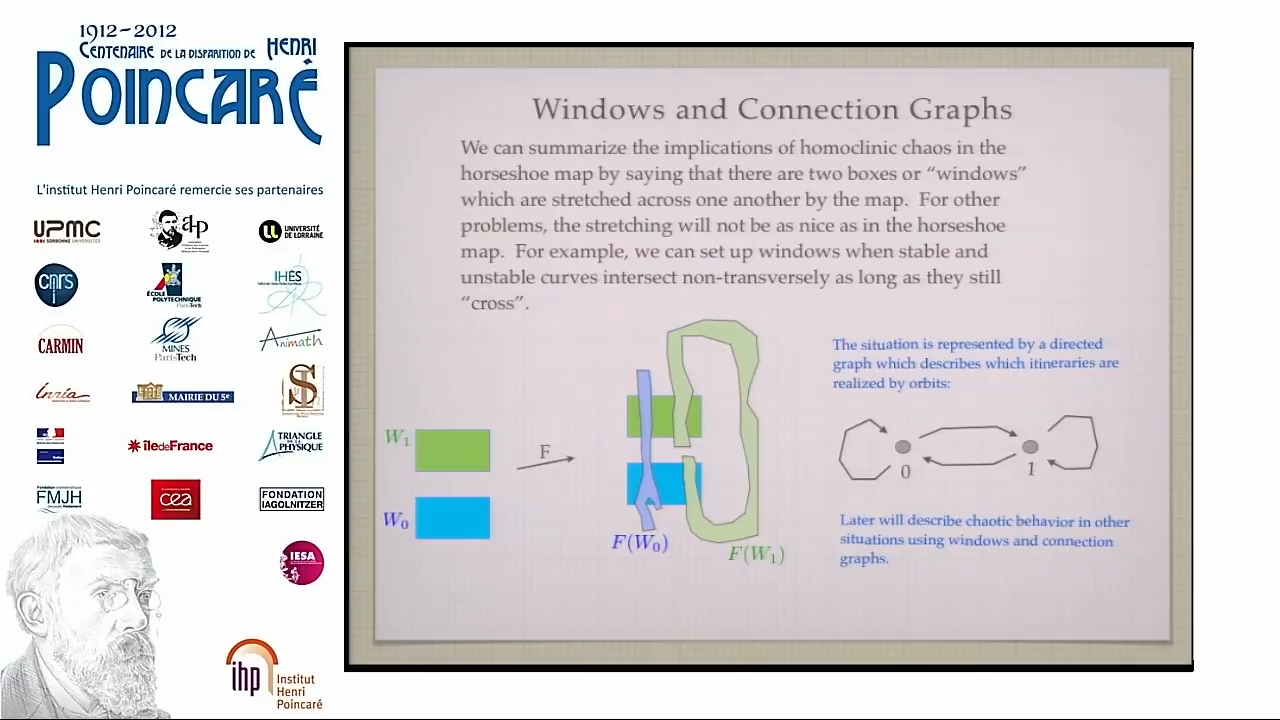 1912-2012
CENTENAIRE DE LA DISPARITION DE HENRI
POINCARÉ
L'institut Henri Poincaré remercie ses partenaires
UPMC
SORBONNE UNIVERSITÉS
ahp
UNIVERSITÉ
DE LORRAINE
cnrs
ÉCOLE
POLYTECHNIQUE
ParisTech
IHÉS
CARMIN
MINES
ParisTech
Animath
inria
MAIRIE DU 5e
S
île de France
TRIANGLE
DE LA
PHYSIQUE
FMJH
cea
FONDATION
IAGOLNITZER
IESA
ihp
Institut
Henri
Poincaré
Windows and Connection Graphs
We can summarize the implications of homoclinic chaos in the
horseshoe map by saying that there are two boxes or “windows”
which are stretched across one another by the map. For other
problems, the stretching will not be as nice as in the horseshoe
map. For example, we can set up windows when stable and
unstable curves intersect non-transversely as long as they still
“cross”.
W1
W0
F
F(W0)
F(W1)
The situation is represented by a directed
graph which describes which itineraries are
realized by orbits:
0
1
Later will describe chaotic behavior in other
situations using windows and connection
graphs.